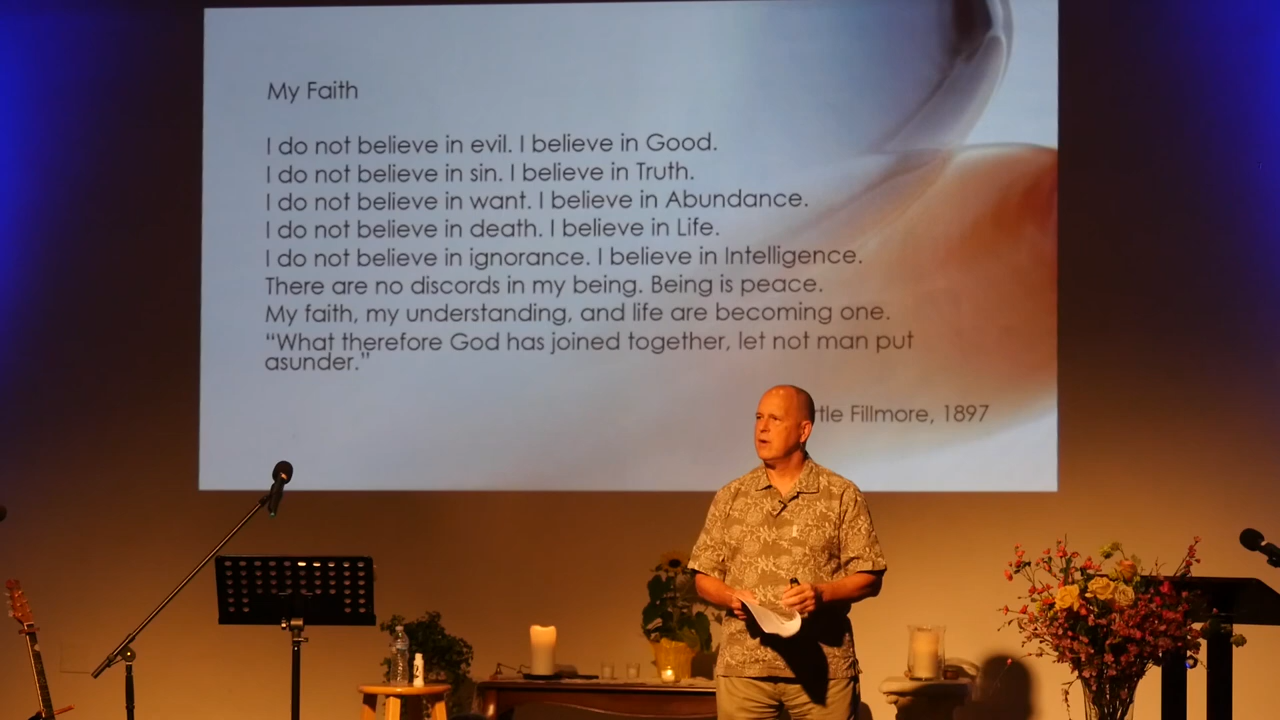 My Faith
I do not believe in evil. I believe in Good.
I do not believe in sin. I believe in Truth.
I do not believe in want. I believe in Abundance.
I do not believe in death. I believe in Life.
I do not believe in ignorance. I believe in Intelligence.
There are no discords in my being. Being is peace.
My faith, my understanding, and life are becoming one.
“What therefore God has joined together, let not man put
asunder.”
Fillmore, 1897